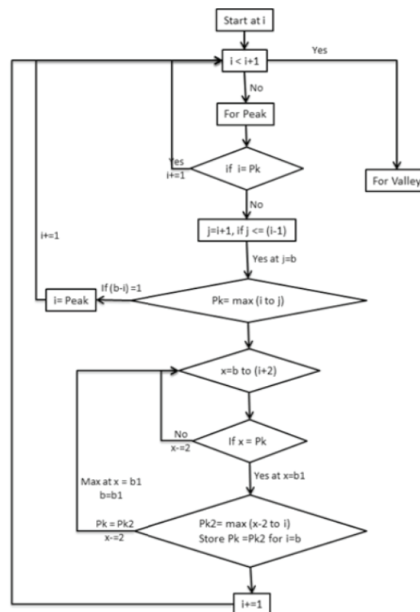 Start at i
i < i+1
Yes
No
For Peak
Yes
i+=1
if i= Pk
For Valley
No
j=i+1, if j <= (i-1)
i+=1
Yes at j=b
If (b-i) =1
i= Peak
Pk= max (i to j)
x=b to (i+2)
No
x-=2
If x = Pk
Yes at x=b1
Max at x = b1
b=b1
Pk = Pk2
x-=2
Pk2= max (x-2 to i)
Store Pk =Pk2 for i=b
i+=1